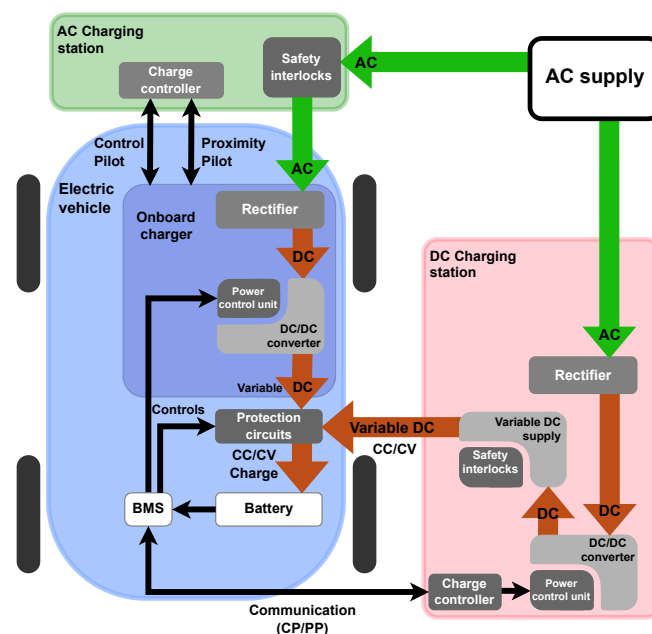 AC Charging
station
Safety
interlocks
AC
AC supply
Charge
controller
Control
Pilot
Proximity
Pilot
AC
Electric
vehicle
Onboard
charger
Rectifier
DC
DC Charging
station
Power
control unit
DC/DC
converter
AC
Rectifier
Variable
DC
Controls
Protection
circuits
Variable DC
CC/CV
Variable DC
supply
Safety
interlocks
CC/CV
Charge
BMS
Battery
DC
DC
DC/DC
converter
Charge
controller
Power
control unit
Communication
(CP/PP)